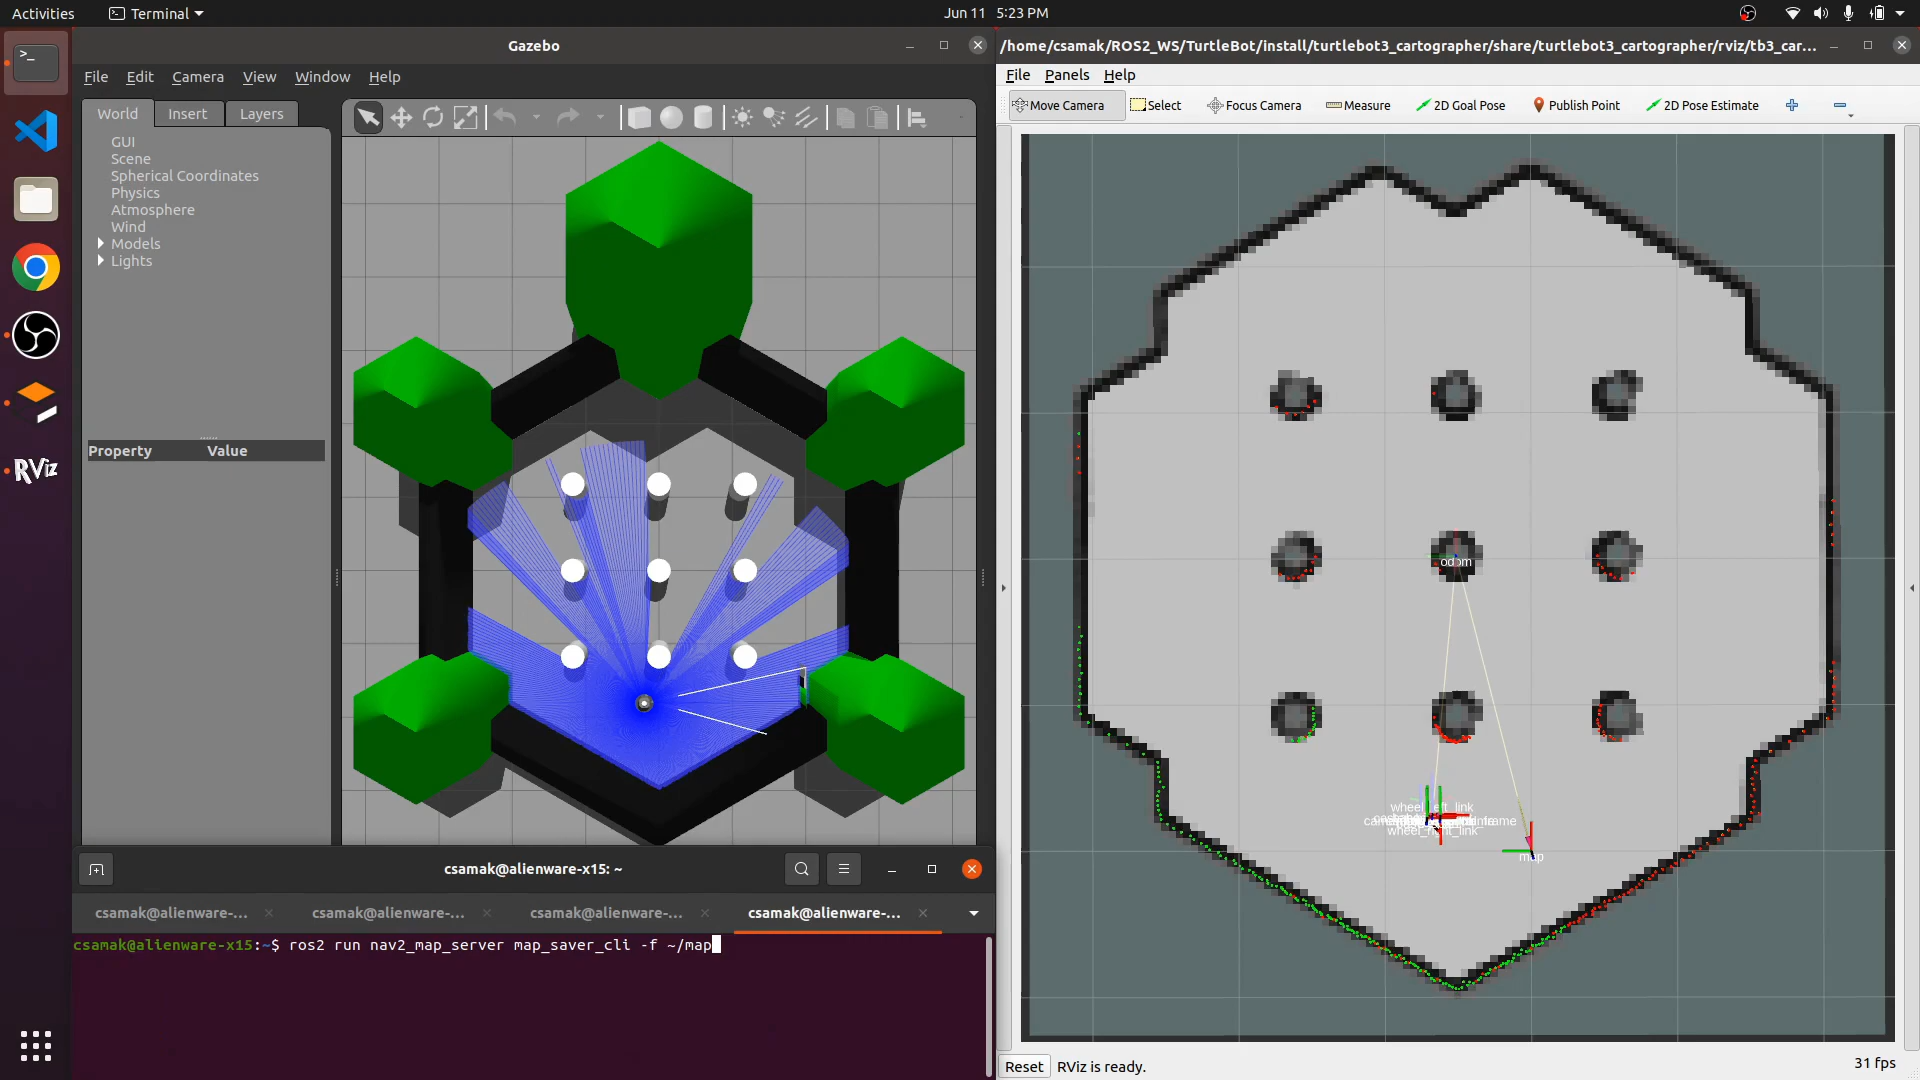 Activities
Terminal
Jun 11 5:23 PM
Gazebo
File Edit Camera View Window Help
World Insert Layers
GUI
Scene
Spherical Coordinates
Physics
Atmosphere
Wind
Models
Lights
Property Value
RViz
/home/csamak/ROS2_WS/TurtleBot/install/turtlebot3_cartographer/share/turtlebot3_cartographer/rviz/tb3_car...
File Panels Help
Move Camera Select Focus Camera Measure 2D Goal Pose Publish Point 2D Pose Estimate
odom
wheel_left_link
wheel_right_link
map
csamak@alienware-x15: ~
csamak@alienware-... csamak@alienware-... csamak@alienware-... csamak@alienware-...
csamak@alienware-x15:~$ ros2 run nav2_map_server map_saver_cli -f ~/map
Reset RViz is ready.
31 fps